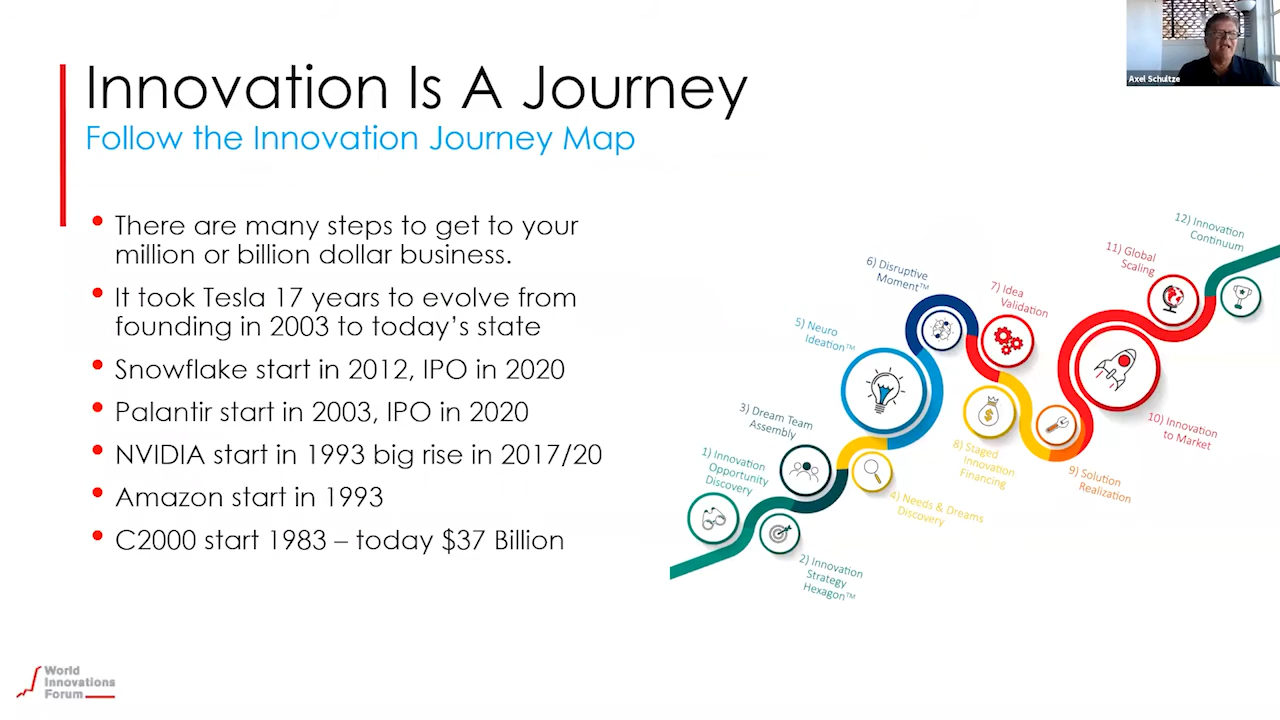 Axel Schultze
Innovation Is A Journey
Follow the Innovation Journey Map
• There are many steps to get to your
million or billion dollar business.
• It took Tesla 17 years to evolve from
founding in 2003 to today's state
• Snowflake start in 2012, IPO in 2020
• Palantir start in 2003, IPO in 2020
• NVIDIA start in 1993 big rise in 2017/20
• Amazon start in 1993
• C2000 start 1983 – today $37 Billion
1) Innovation
Opportunity
Discovery
2) Innovation
Strategy
Hexagon™
3) Dream Team
Assembly
4) Needs & Dreams
Discovery
5) Neuro
Ideation™
6) Disruptive
Moment™
7) Idea
Validation
8) Staged
Innovation
Financing
9) Solution
Realization
10) Innovation
to Market
11) Global
Scaling
12) Innovation
Continuum
World
Innovations
Forum